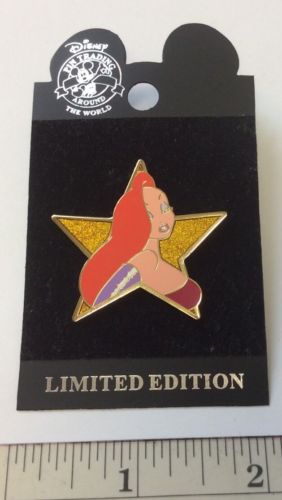 Disney
PIN TRADING
AROUND
THE WORLD
LIMITED EDITION
1
2